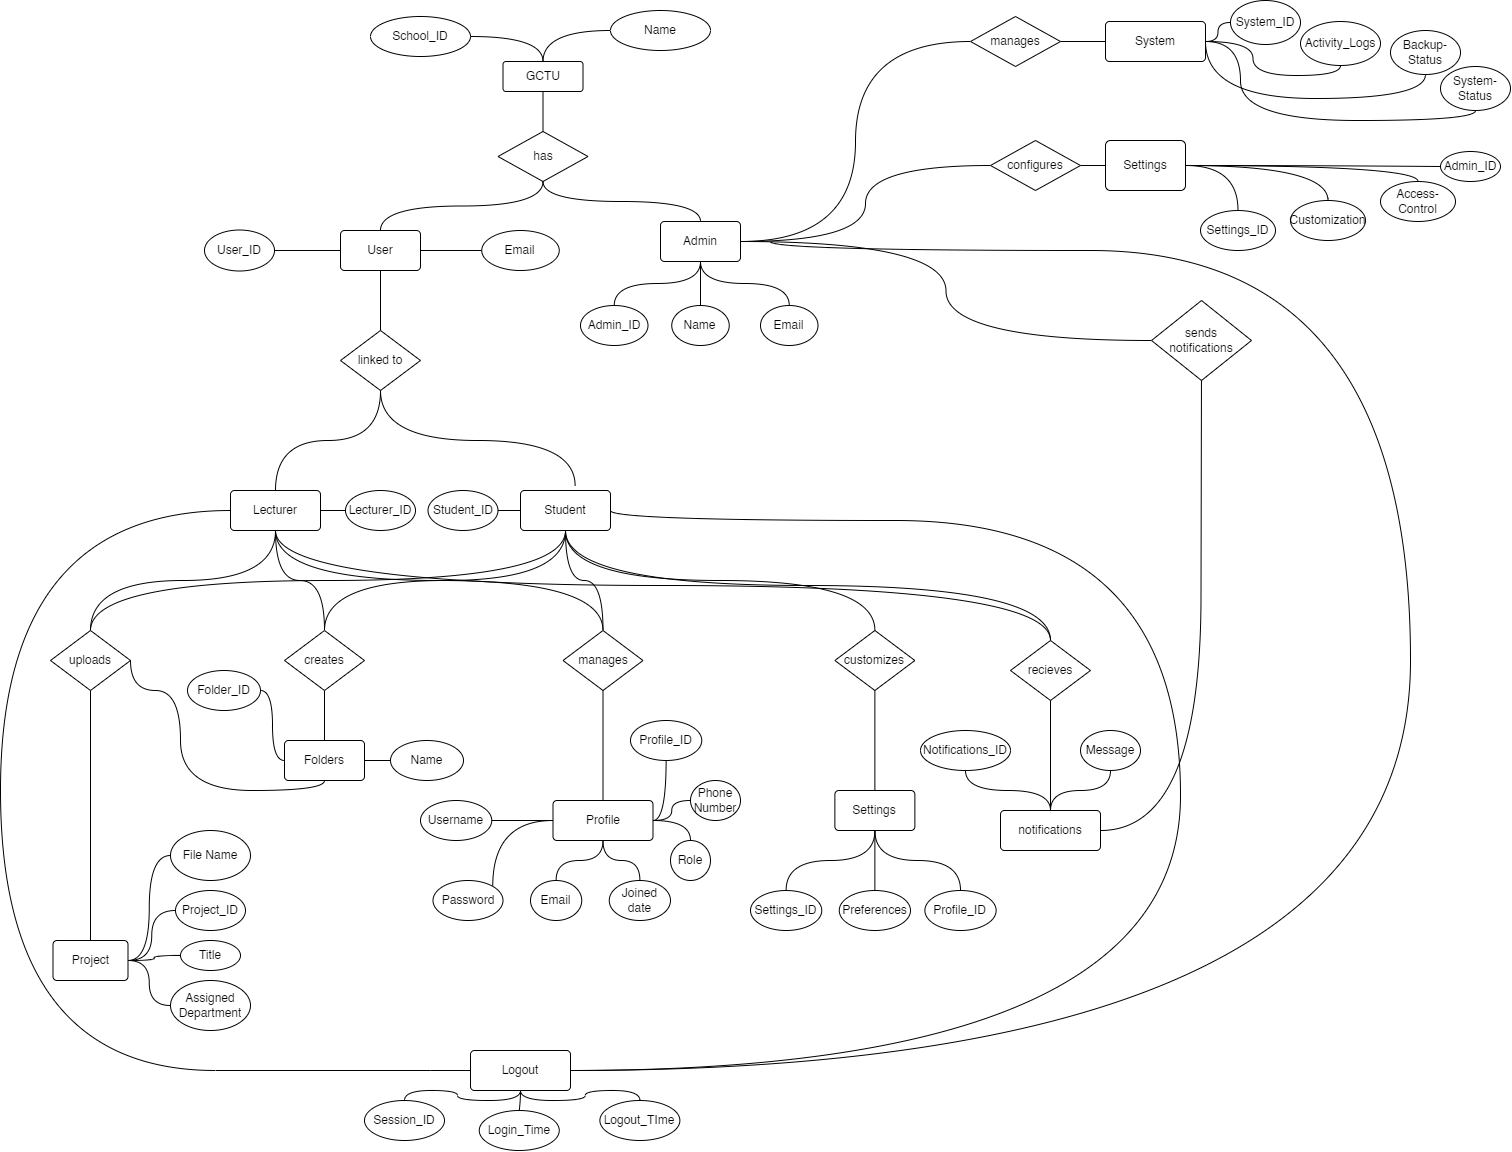 School_ID
Name
GCTU
has
manages
System
System_ID
Activity_Logs
Backup-
Status
System-
Status
configures
Settings
Admin_ID
Access-
Control
Customization
Settings_ID
User_ID
User
Email
Admin
Admin_ID
Name
Email
sends
notifications
linked to
Lecturer
Lecturer_ID
Student_ID
Student
uploads
creates
manages
customizes
recieves
Folder_ID
Folders
Name
Profile_ID
Phone
Number
Username
Profile
Role
Password
Email
Joined
date
Notifications_ID
Message
Settings
notifications
Settings_ID
Preferences
Profile_ID
File Name
Project_ID
Project
Title
Assigned
Department
Logout
Session_ID
Login_Time
Logout_TIme